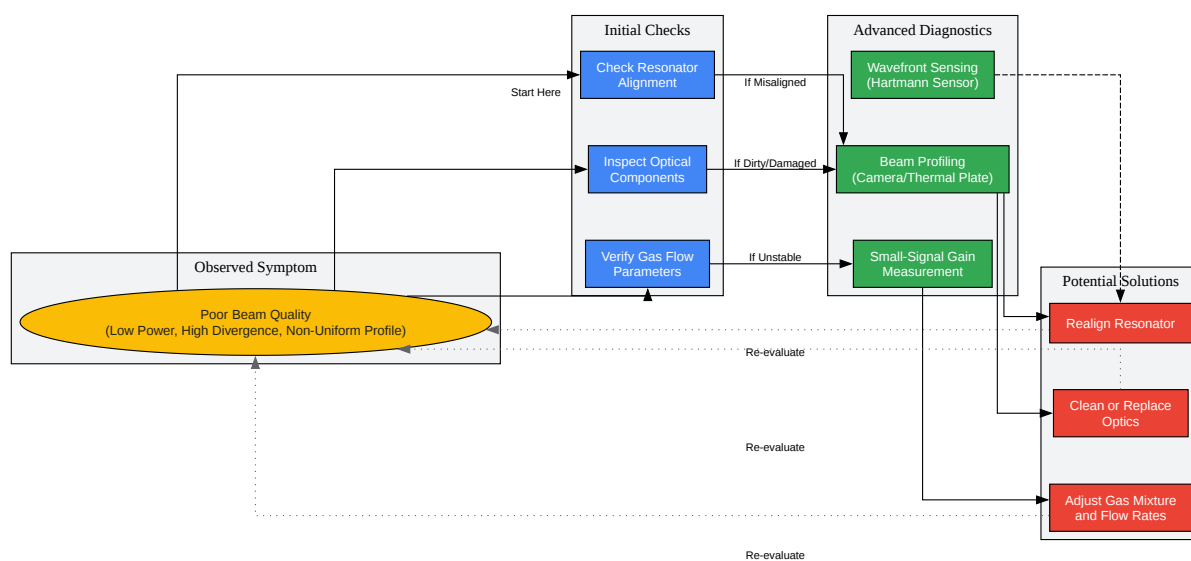 Initial Checks
Check Resonator
Alignment
Inspect Optical
Components
Verify Gas Flow
Parameters
Advanced Diagnostics
Wavefront Sensing
(Hartmann Sensor)
Beam Profiling
(Camera/Thermal Plate)
Small-Signal Gain
Measurement
Start Here
If Misaligned
If Dirty/Damaged
If Unstable
Observed Symptom
Poor Beam Quality
(Low Power, High Divergence, Non-Uniform Profile)
Potential Solutions
Realign Resonator
Clean or Replace
Optics
Adjust Gas Mixture
and Flow Rates
Re-evaluate
Re-evaluate
Re-evaluate